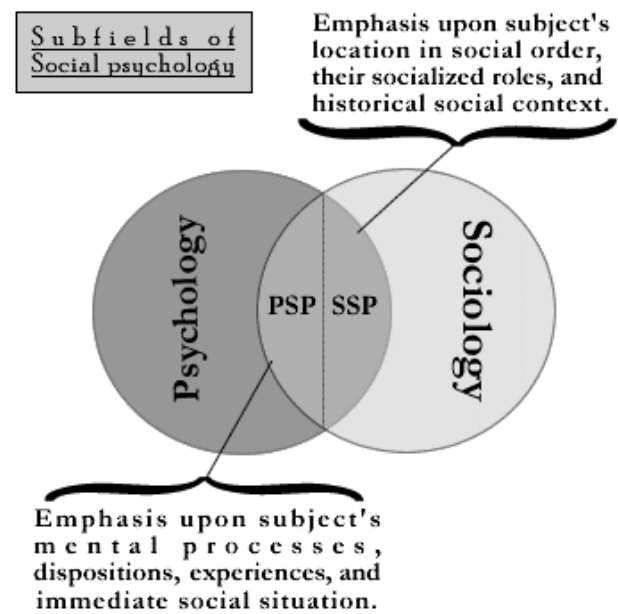 Subfields of
Social psychology
Emphasis upon subject's
location in social order,
their socialized roles, and
historical social context.
Psychology
PSP
SSP
Sociology
Emphasis upon subject's
mental processes,
dispositions, experiences, and
immediate social situation.